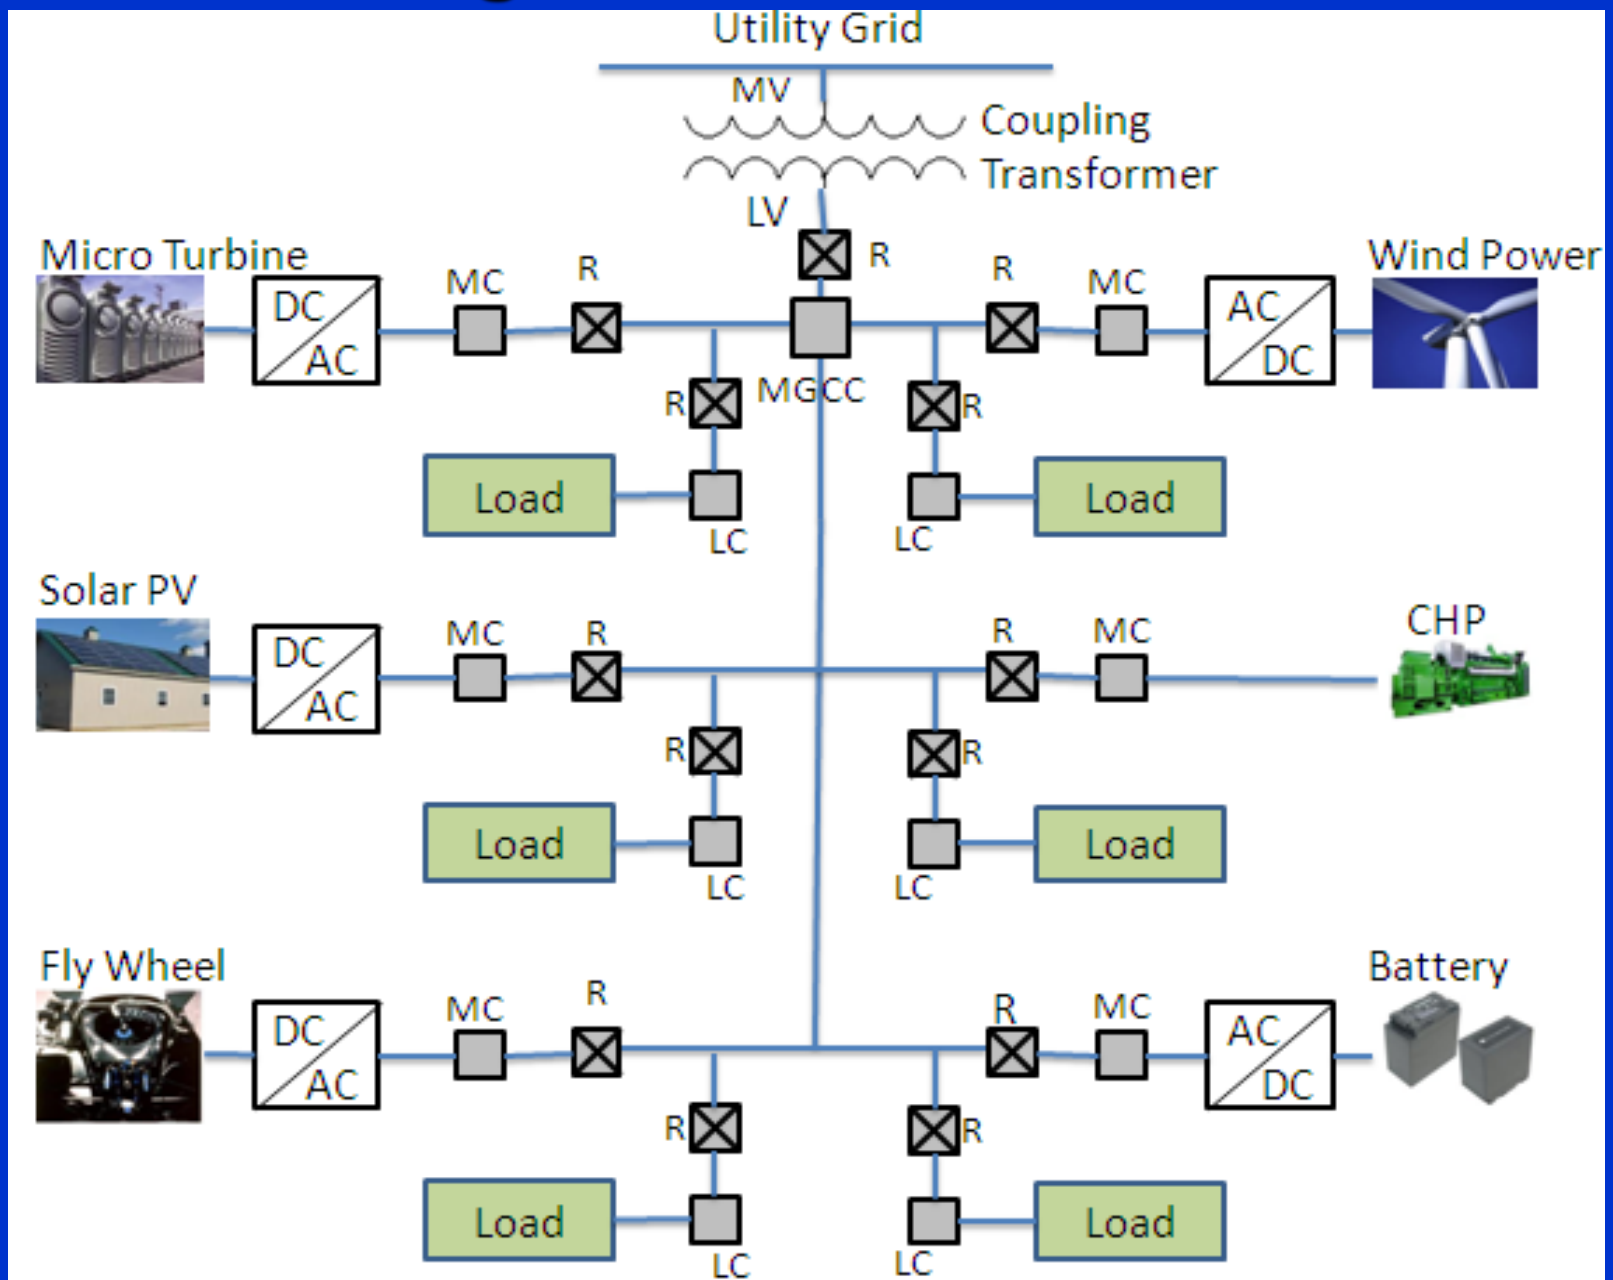 Utility Grid
MV
Coupling
Transformer
LV
R
Micro Turbine
DC
AC
MC
R
R
MC
AC
DC
Wind Power
R
MGCC
R
Load
LC
LC
Load
Solar PV
DC
AC
MC
R
R
MC
CHP
R
R
Load
LC
LC
Load
Fly Wheel
DC
AC
MC
R
R
MC
AC
DC
Battery
R
R
Load
LC
LC
Load